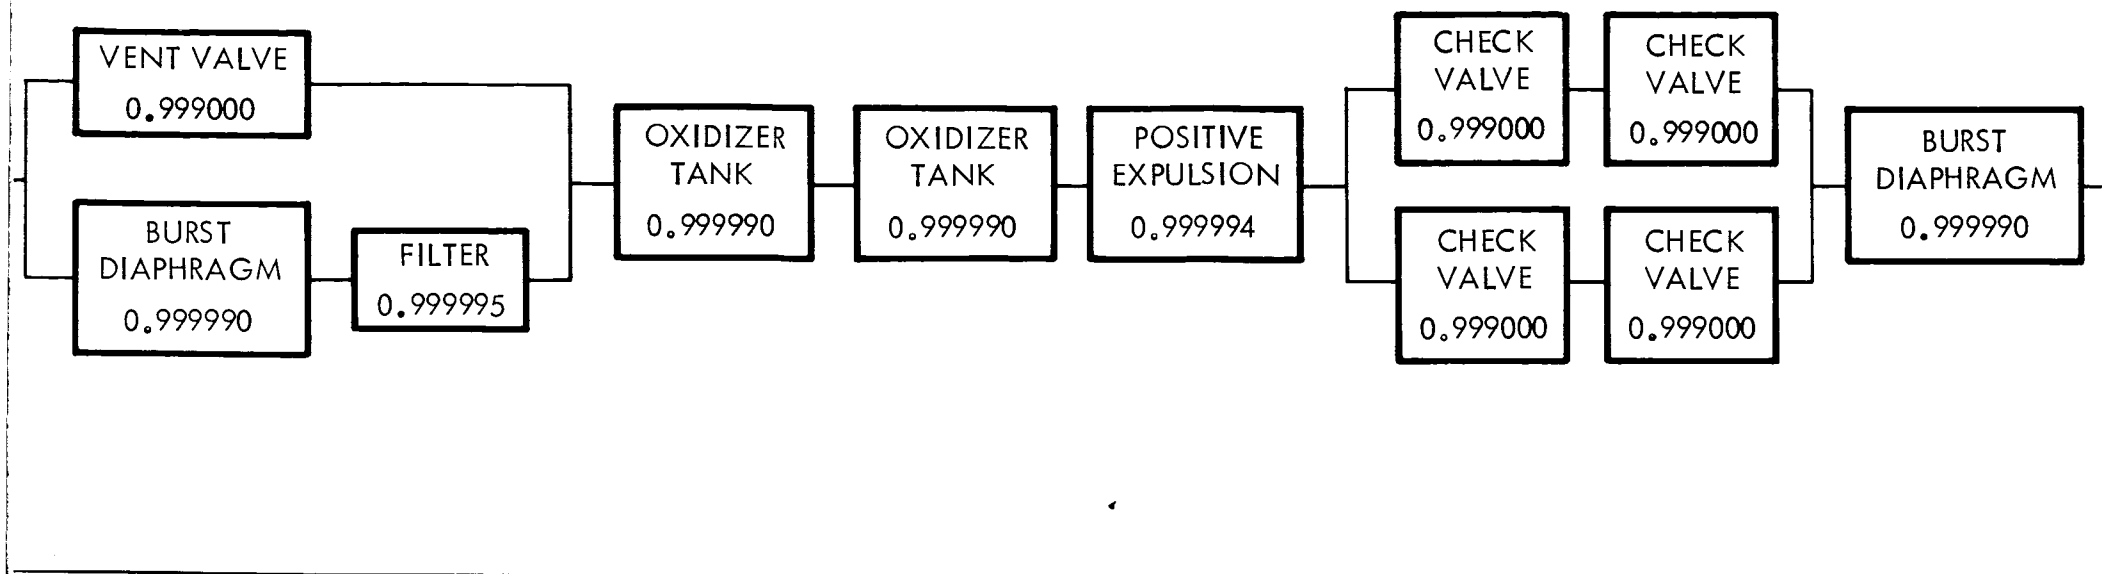 VENT VALVE
0.999000
BURST
DIAPHRAGM
0.999990
FILTER
0.999995
OXIDIZER
TANK
0.999990
OXIDIZER
TANK
0.999990
POSITIVE
EXPULSION
0.999994
CHECK
VALVE
0.999000
CHECK
VALVE
0.999000
CHECK
VALVE
0.999000
CHECK
VALVE
0.999000
BURST
DIAPHRAGM
0.999990